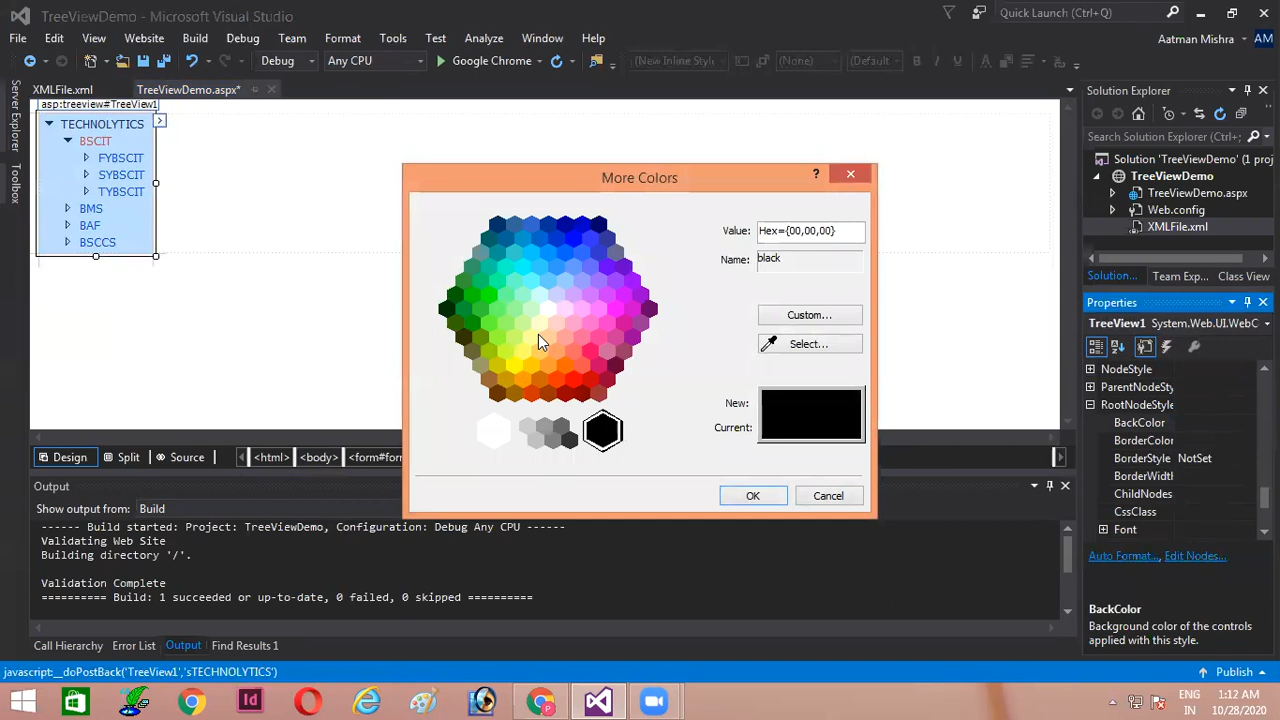 TreeViewDemo - Microsoft Visual Studio
Quick Launch (Ctrl+Q)
File Edit View Website Build Debug Team Format Tools Test Analyze Window Help
Aatman Mishra AM
Debug Any CPU Google Chrome (New Inline Style (None) (Default
XMLFile.xml TreeViewDemo.aspx*
Server Explorer
Toolbox
asp:treeview#TreeView1
TECHNOLYTICS
BSCIT
FYBSCIT
SYBSCIT
TYBSCIT
BMS
BAF
BSCCS
More Colors
?
Value: Hex={00,00,00}
Name: black
Custom...
Select...
New:
Current:
OK Cancel
Solution Explorer
Search Solution Explorer (Ctrl+;
Solution 'TreeViewDemo' (1 proj
TreeViewDemo
TreeViewDemo.aspx
Web.config
XMLFile.xml
Solution... Team Exp... Class View
Properties
TreeView1 System.Web.UI.WebC
NodeStyle
ParentNodeSty
RootNodeStyle
BackColor
BorderColor
BorderStyle NotSet
BorderWidth
ChildNodes
CssClass
Font
Auto Format..., Edit Nodes...
BackColor
Background color of the controls
applied with this style.
Design Split Source <html> <body> <form#form
Output
Show output from: Build
------ Build started: Project: TreeViewDemo, Configuration: Debug Any CPU ------
Validating Web Site
Building directory '/'.
Validation Complete
========== Build: 1 succeeded or up-to-date, 0 failed, 0 skipped ==========
Call Hierarchy Error List Output Find Results 1
javascript:__doPostBack('TreeView1','sTECHNOLYTICS')
Publish
Id
P
ENG
IN
1:12 AM
10/28/2020